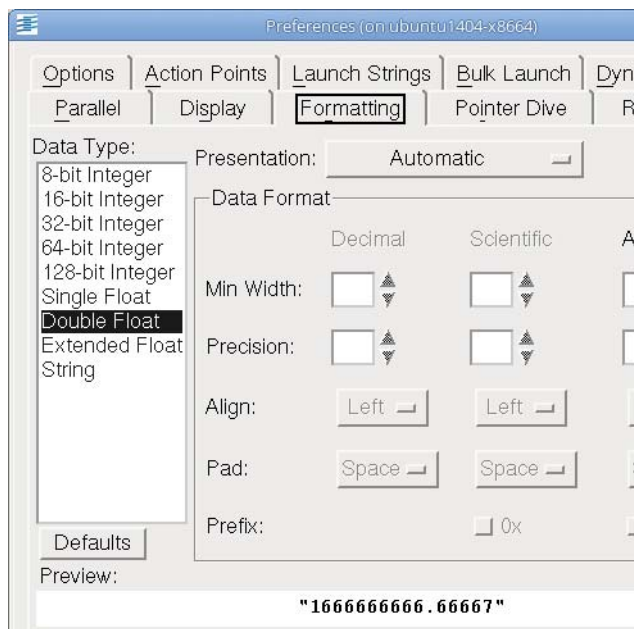 Preferences (on ubuntu1404-x8664)
Options Action Points Launch Strings Bulk Launch Dyn
Parallel Display Formatting Pointer Dive R
Data Type:
8-bit Integer
16-bit Integer
32-bit Integer
64-bit Integer
128-bit Integer
Single Float
Double Float
Extended Float
String
Defaults
Presentation: Automatic
Data Format
Decimal Scientific A
Min Width:
Precision:
Align: Left Left
Pad: Space Space S
Prefix: 0x
Preview:
"1666666666.66667"